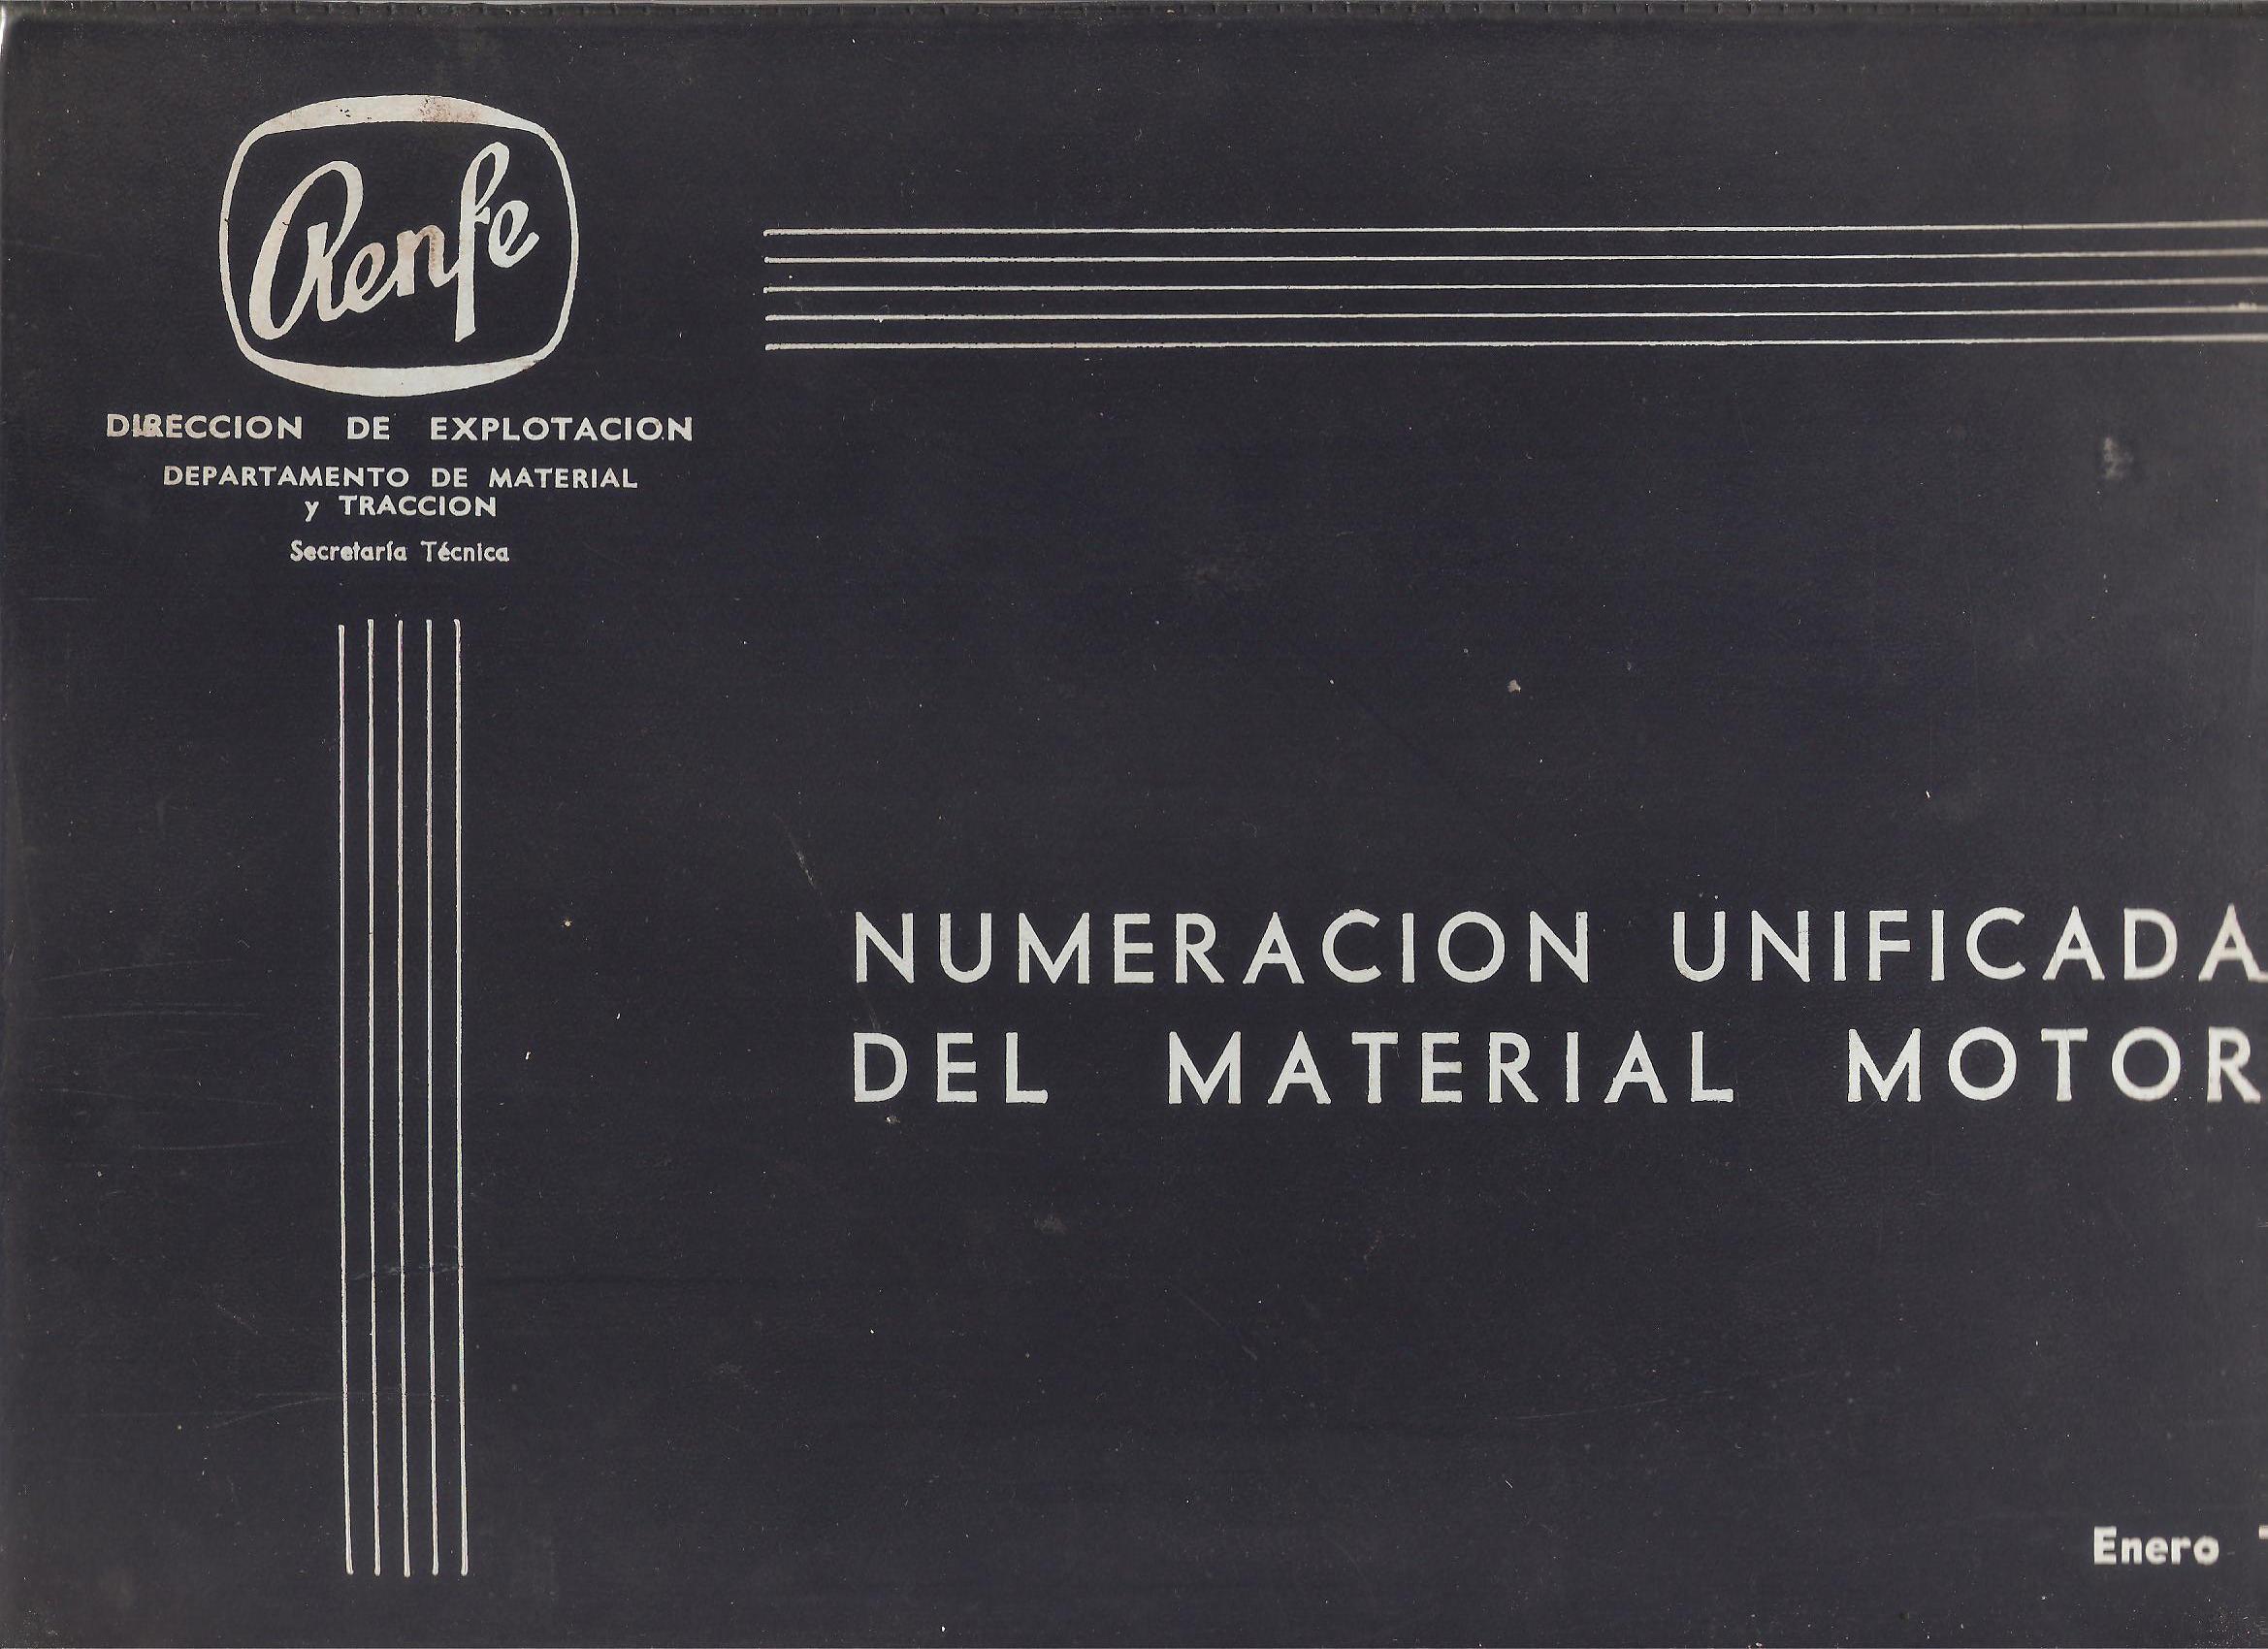 Renfe
DIRECCION DE EXPLOTACION
DEPARTAMENTO DE MATERIAL
y TRACCION
Secretaría Técnica
NUMERACION UNIFICADA
DEL MATERIAL MOTOR
Enero